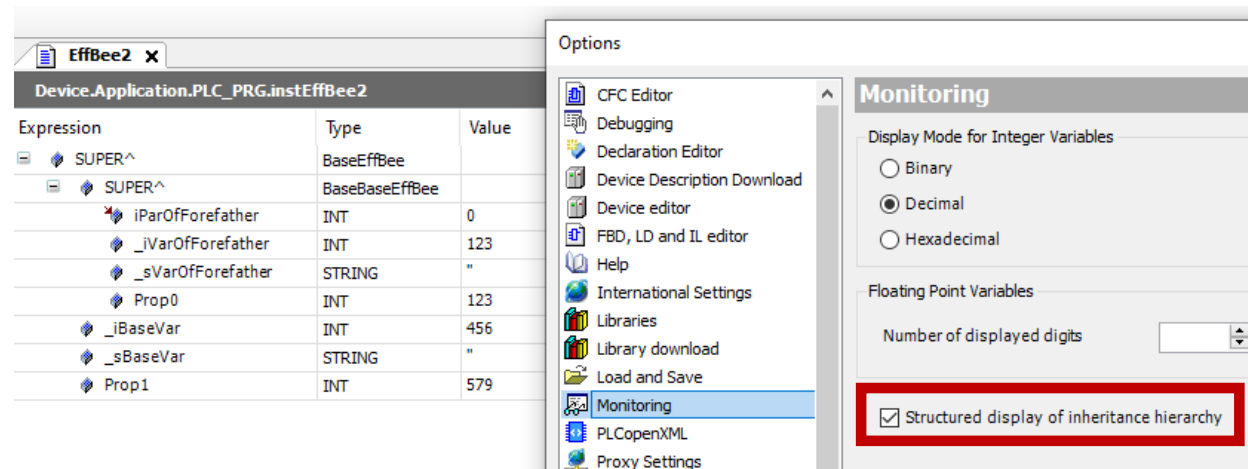 EffBee2 x
Device.Application.PLC_PRG.instEffBee2
Expression Type Value
SUPER^ BaseEffBee
SUPER^ BaseBaseEffBee
iParOfForefather INT 0
_iVarOfForefather INT 123
_sVarOfForefather STRING ''
Prop0 INT 123
_iBaseVar INT 456
_sBaseVar STRING ''
Prop1 INT 579
Options
CFC Editor
Debugging
Declaration Editor
Device Description Download
Device editor
FBD, LD and IL editor
Help
International Settings
Libraries
Library download
Load and Save
Monitoring
PLCopenXML
Proxy Settings
Monitoring
Display Mode for Integer Variables
Binary
Decimal
Hexadecimal
Floating Point Variables
Number of displayed digits
Structured display of inheritance hierarchy